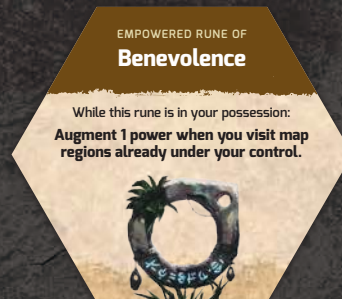 EMPOWERED RUNE OF
Benevolence
While this rune is in your possession:
Augment 1 power when you visit map
regions already under your control.